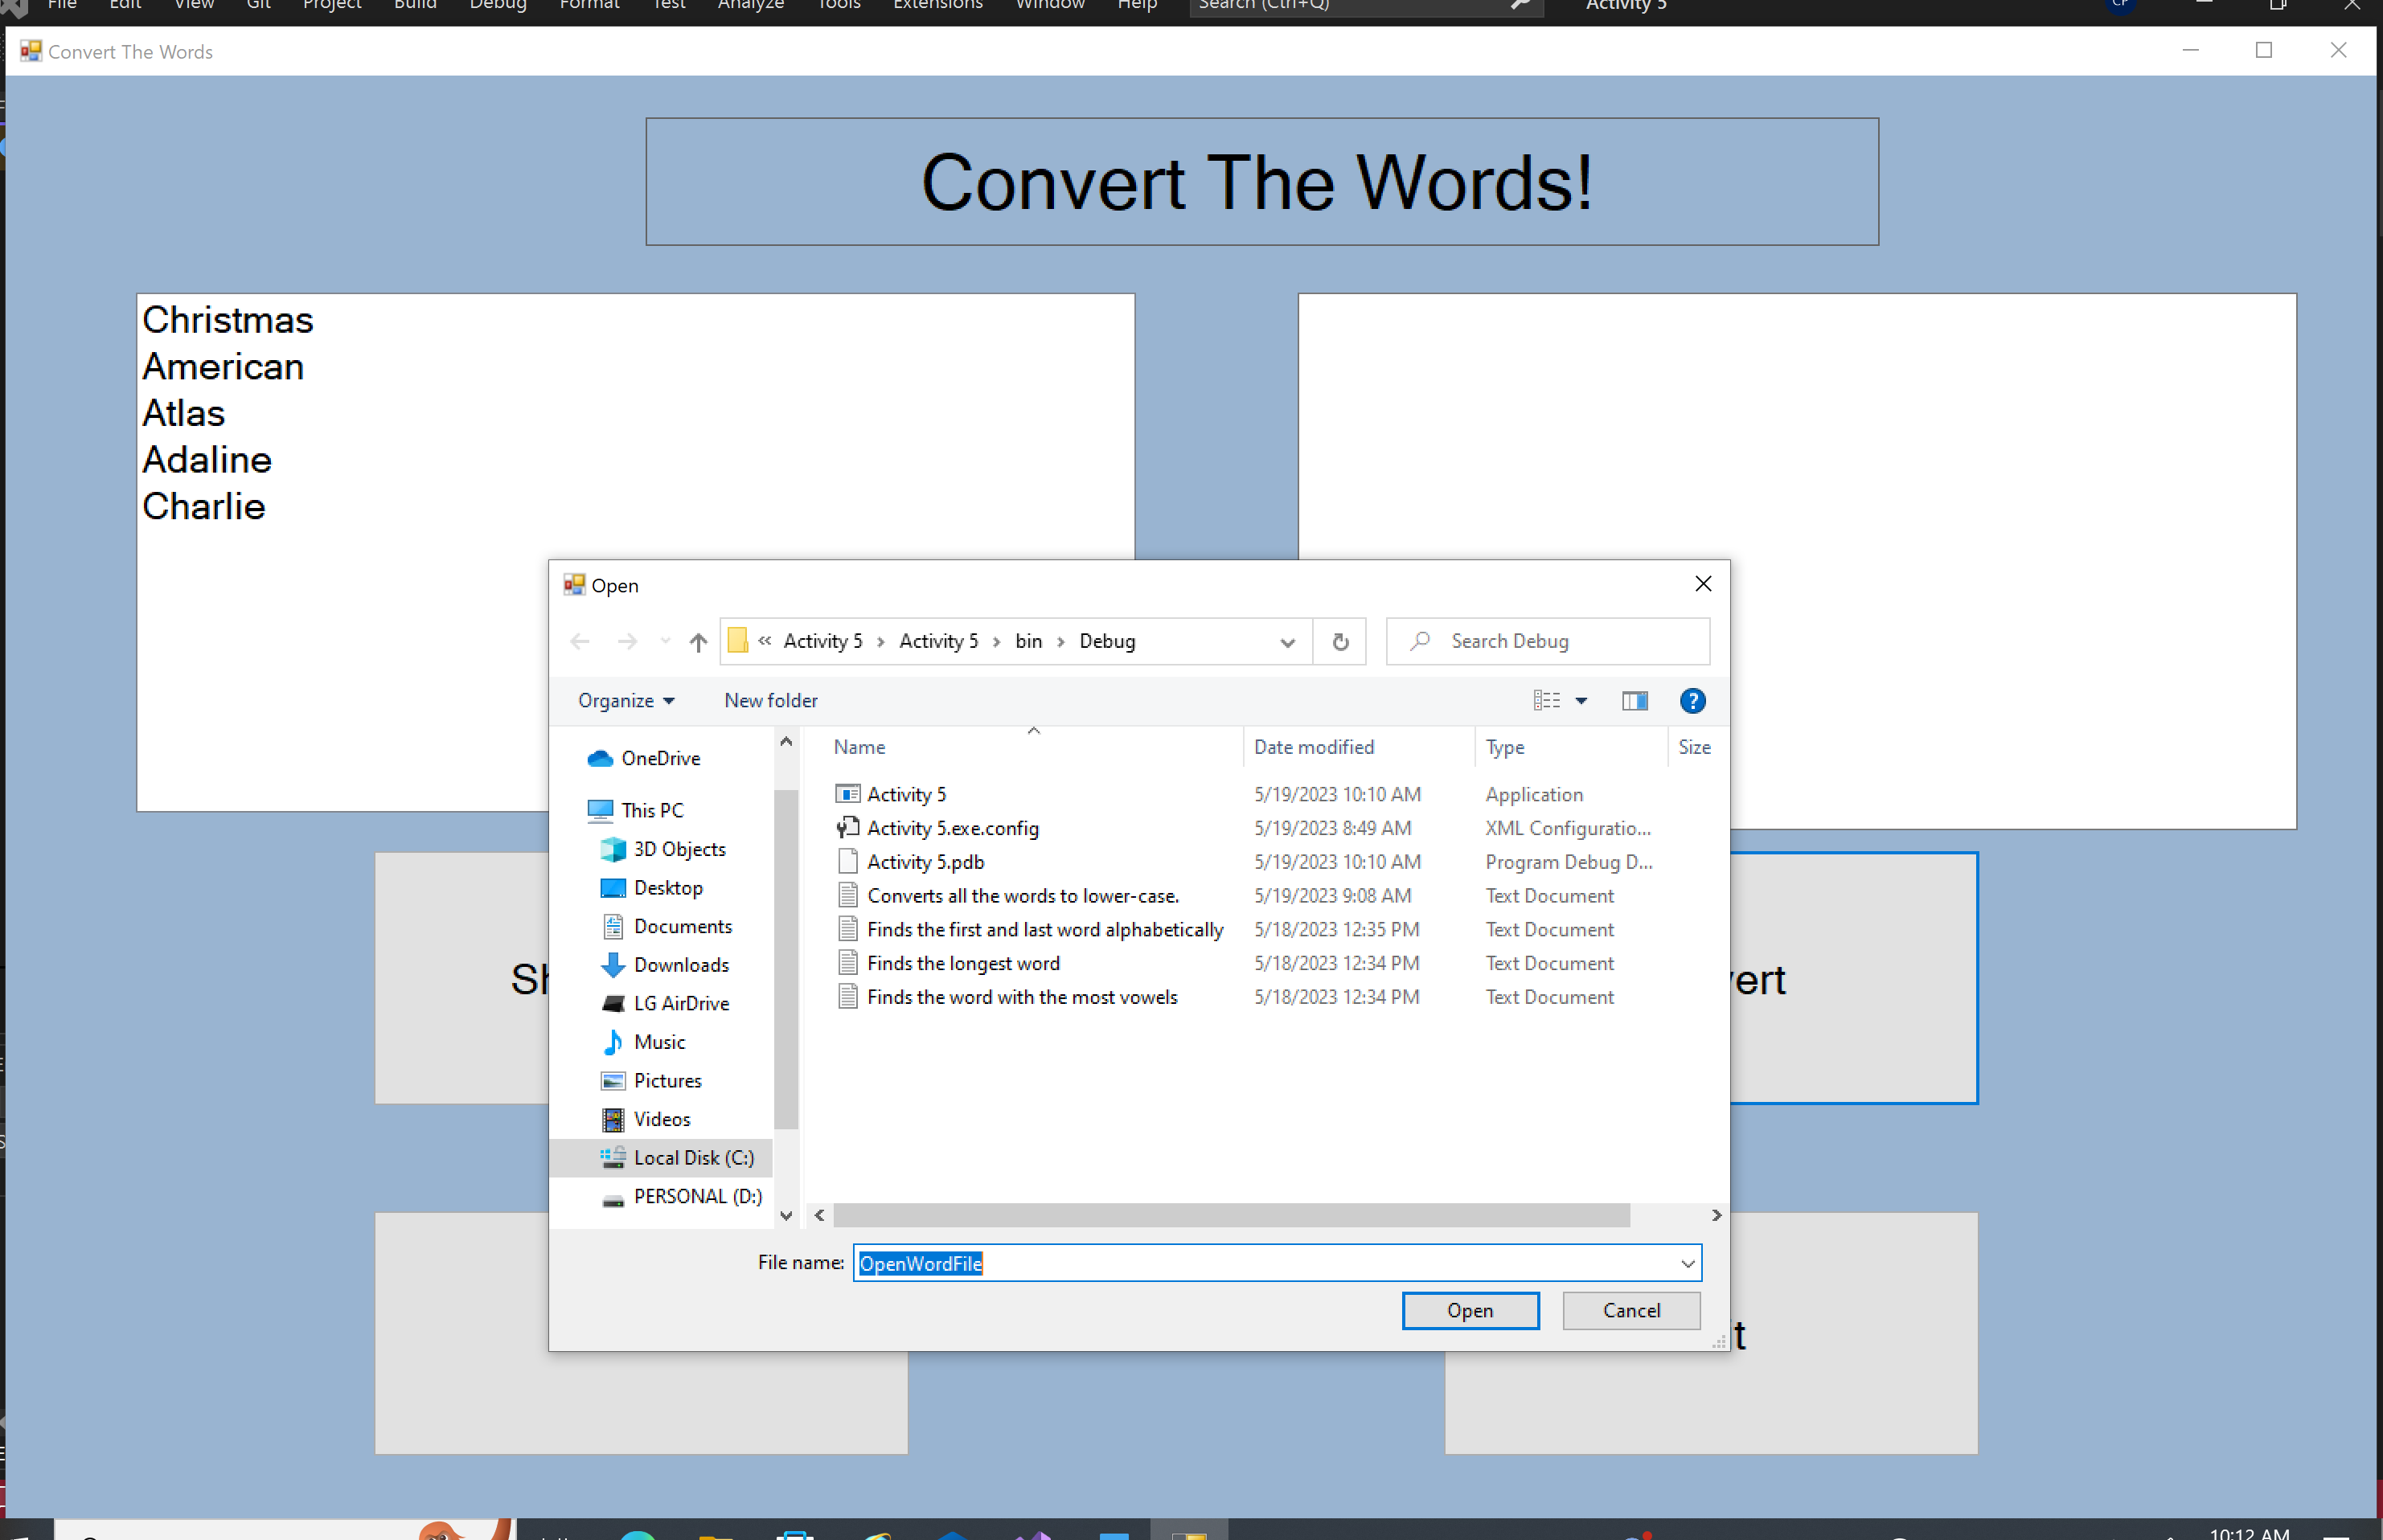 File Edit View Git Project Build Debug Format Test Analyze Tools Extensions Window Help Search (Ctrl+Q) Activity 5 CP
Convert The Words
Convert The Words!
Christmas
American
Atlas
Adaline
Charlie
Open
« Activity 5 › Activity 5 › bin › Debug
Search Debug
Organize New folder
Name Date modified Type Size
OneDrive
This PC
3D Objects
Desktop
Documents
Downloads
LG AirDrive
Music
Pictures
Videos
Local Disk (C:)
PERSONAL (D:)
Activity 5 5/19/2023 10:10 AM Application
Activity 5.exe.config 5/19/2023 8:49 AM XML Configuratio...
Activity 5.pdb 5/19/2023 10:10 AM Program Debug D...
Converts all the words to lower-case. 5/19/2023 9:08 AM Text Document
Finds the first and last word alphabetically 5/18/2023 12:35 PM Text Document
Finds the longest word 5/18/2023 12:34 PM Text Document
Finds the word with the most vowels 5/18/2023 12:34 PM Text Document
vert
File name: OpenWordFile
Open Cancel
it
10:12 AM